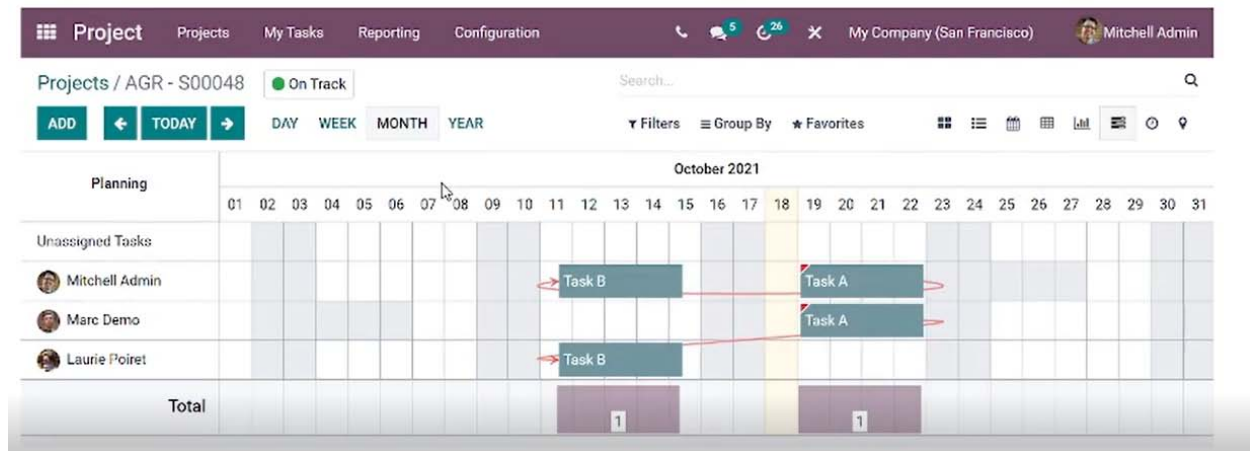 Project Projects My Tasks Reporting Configuration 5 26 My Company (San Francisco) Mitchell Admin
Projects / AGR - S00048 On Track Search...
ADD TODAY DAY WEEK MONTH YEAR Filters Group By Favorites
Planning October 2021
01 02 03 04 05 06 07 08 09 10 11 12 13 14 15 16 17 18 19 20 21 22 23 24 25 26 27 28 29 30 31
Unassigned Tasks
Mitchell Admin Task B Task A
Marc Demo Task A
Laurie Poiret Task B
Total 1 1